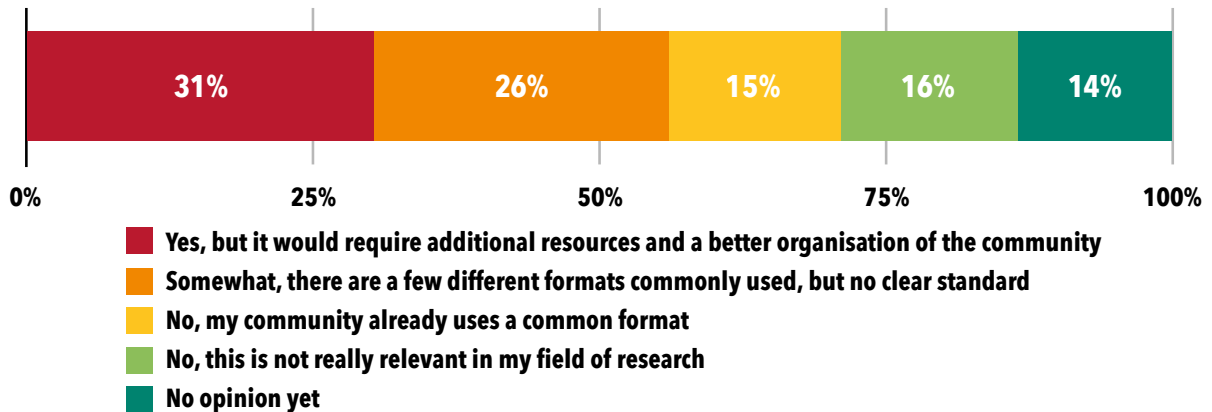 31% 26% 15% 16% 14%
0% 25% 50% 75% 100%
Yes, but it would require additional resources and a better organisation of the community
Somewhat, there are a few different formats commonly used, but no clear standard
No, my community already uses a common format
No, this is not really relevant in my field of research
No opinion yet